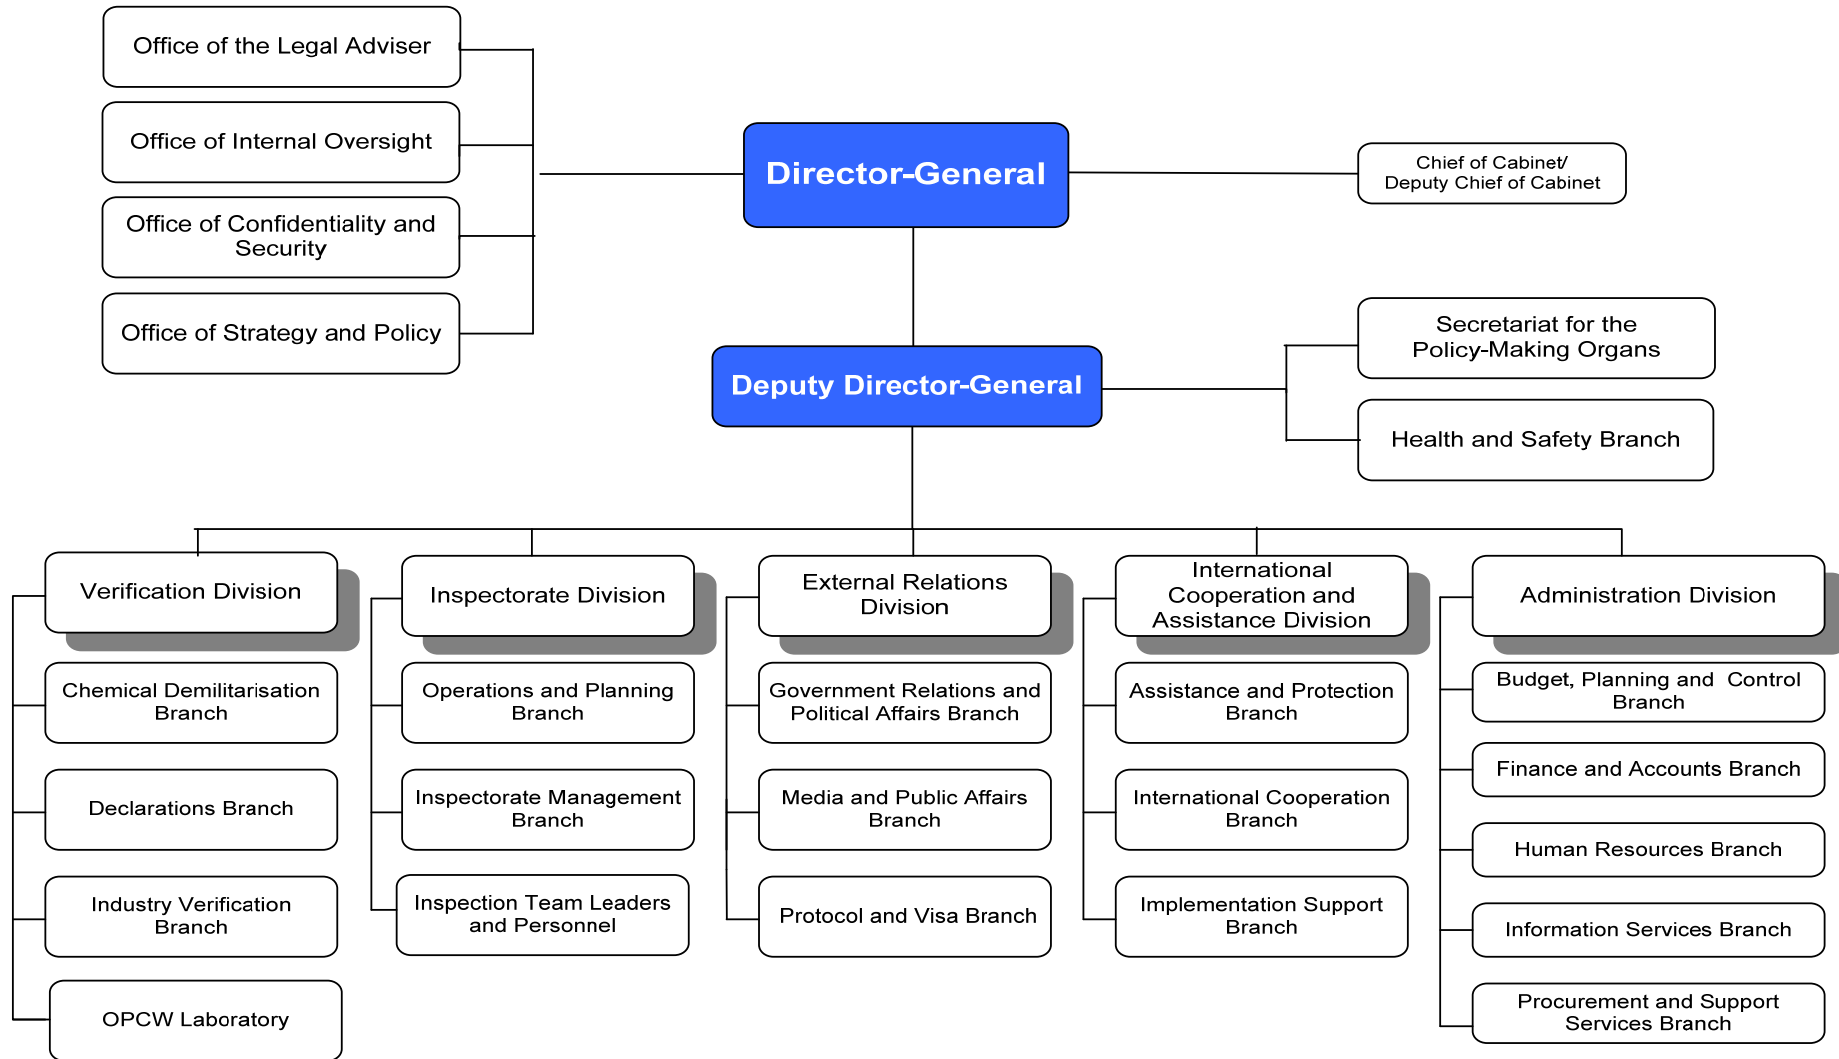 Office of the Legal Adviser
Office of Internal Oversight
Office of Confidentiality and
Security
Office of Strategy and Policy
Director-General
Chief of Cabinet/
Deputy Chief of Cabinet
Deputy Director-General
Secretariat for the
Policy-Making Organs
Health and Safety Branch
Verification Division
Chemical Demilitarisation
Branch
Declarations Branch
Industry Verification
Branch
OPCW Laboratory
Inspectorate Division
Operations and Planning
Branch
Inspectorate Management
Branch
Inspection Team Leaders
and Personnel
External Relations
Division
Government Relations and
Political Affairs Branch
Media and Public Affairs
Branch
Protocol and Visa Branch
International
Cooperation and
Assistance Division
Assistance and Protection
Branch
International Cooperation
Branch
Implementation Support
Branch
Administration Division
Budget, Planning and Control
Branch
Finance and Accounts Branch
Human Resources Branch
Information Services Branch
Procurement and Support
Services Branch